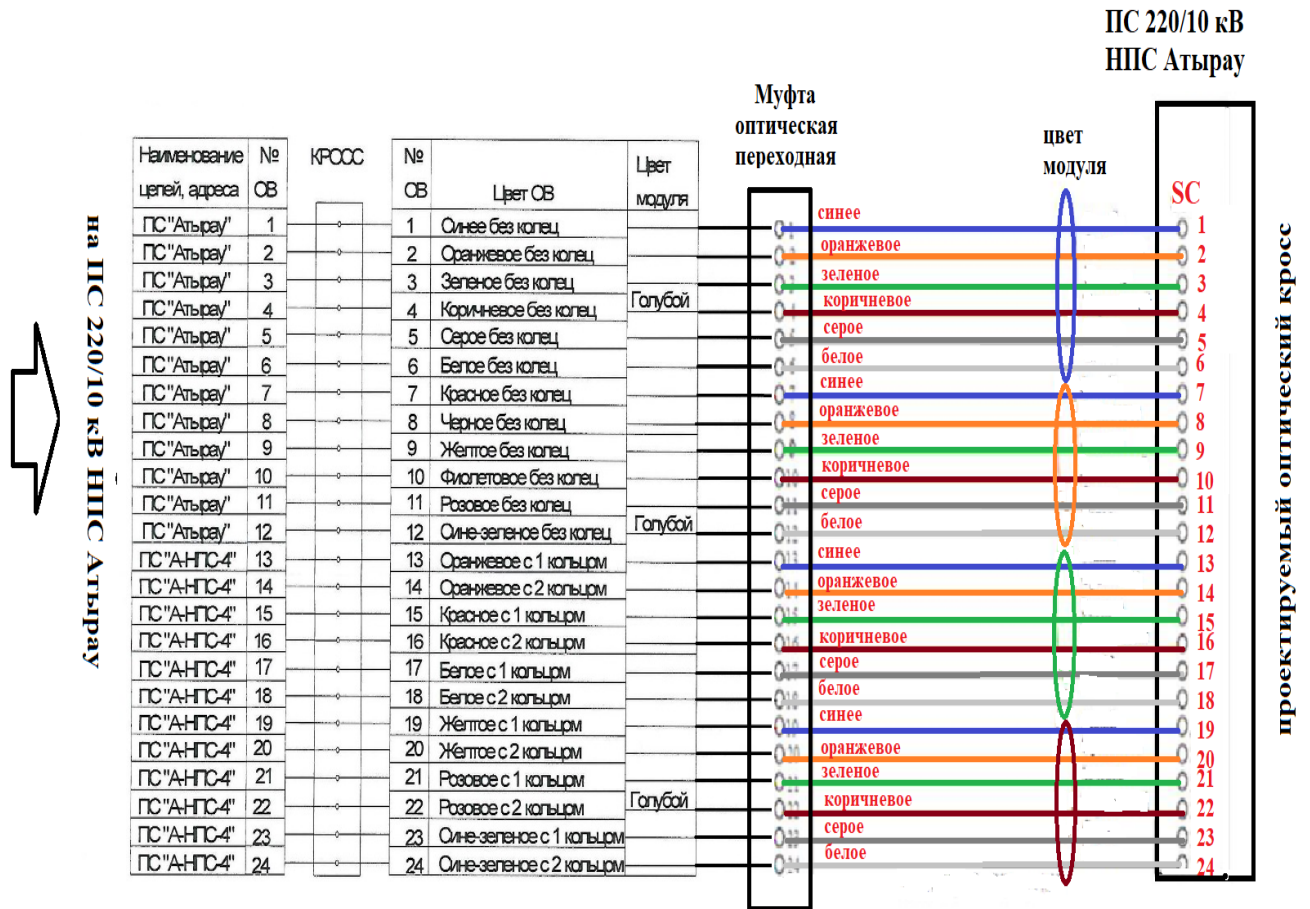 ПС 220/10 кВ
НПС Атырау
Муфта
оптическая
переходная
цвет
модуля
SC
на ПС 220/10 кВ НПС Атырау
проектируемый оптический кросс
Наименование цепей, адреса № ОВ КРОСС № ОВ Цвет ОВ Цвет модуля
ПС "Атырау" 1 1 Синее без колец синее 1
ПС "Атырау" 2 2 Оранжевое без колец оранжевое 2
ПС "Атырау" 3 3 Зеленое без колец зеленое 3
ПС "Атырау" 4 4 Коричневое без колец Голубой коричневое 4
ПС "Атырау" 5 5 Серое без колец серое 5
ПС "Атырау" 6 6 Белое без колец белое 6
ПС "Атырау" 7 7 Красное без колец синее 7
ПС "Атырау" 8 8 Черное без колец оранжевое 8
ПС "Атырау" 9 9 Желтое без колец зеленое 9
ПС "Атырау" 10 10 Фиолетовое без колец коричневое 10
ПС "Атырау" 11 11 Розовое без колец серое 11
ПС "Атырау" 12 12 Сине-зеленое без колец Голубой белое 12
ПС "А-НПС-4" 13 13 Оранжевое с 1 кольцом синее 13
ПС "А-НПС-4" 14 14 Оранжевое с 2 кольцом оранжевое 14
ПС "А-НПС-4" 15 15 Красное с 1 кольцом зеленое 15
ПС "А-НПС-4" 16 16 Красное с 2 кольцом коричневое 16
ПС "А-НПС-4" 17 17 Белое с 1 кольцом серое 17
ПС "А-НПС-4" 18 18 Белое с 2 кольцом белое 18
ПС "А-НПС-4" 19 19 Желтое с 1 кольцом синее 19
ПС "А-НПС-4" 20 20 Желтое с 2 кольцом оранжевое 20
ПС "А-НПС-4" 21 21 Розовое с 1 кольцом зеленое 21
ПС "А-НПС-4" 22 22 Розовое с 2 кольцом Голубой коричневое 22
ПС "А-НПС-4" 23 23 Сине-зеленое с 1 кольцом серое 23
ПС "А-НПС-4" 24 24 Сине-зеленое с 2 кольцом белое 24